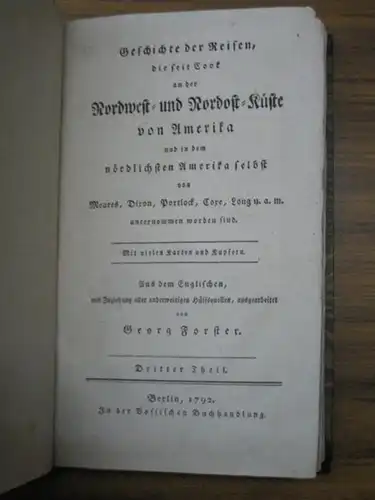 Geschichte der Reisen,
die seit Cook
an der
Nordwest- und Nordost-Küste
von Amerika
und in dem
nördlichsten Amerika selbst
von
Meares, Dixon, Portlock, Coxe, Long u. a. m.
unternommen worden sind.
Mit vielen Karten und Kupfern.
Aus dem Englischen,
mit Zuziehung aller anderweitigen Hülfsquellen, ausgearbeitet
von
Georg Forster.
Dritter Theil.
Berlin, 1792.
In der Vossischen Buchhandlung.